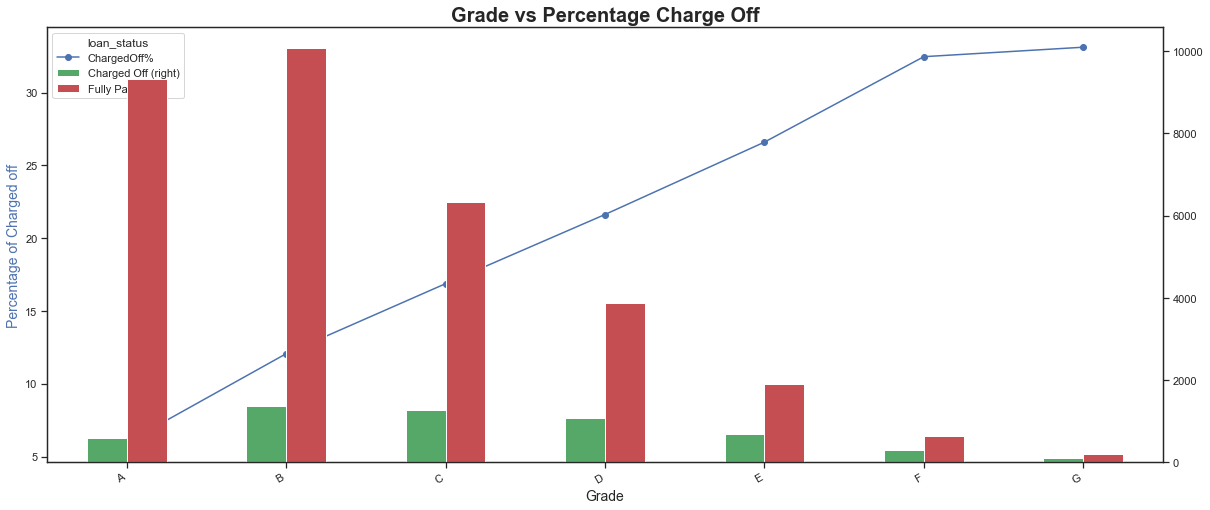 Grade vs Percentage Charge Off
loan_status
ChargedOff%
Charged Off (right)
Fully Pa
Percentage of Charged off
30
25
20
15
10
5
10000
8000
6000
4000
2000
0
A
B
C
D
E
F
G
Grade